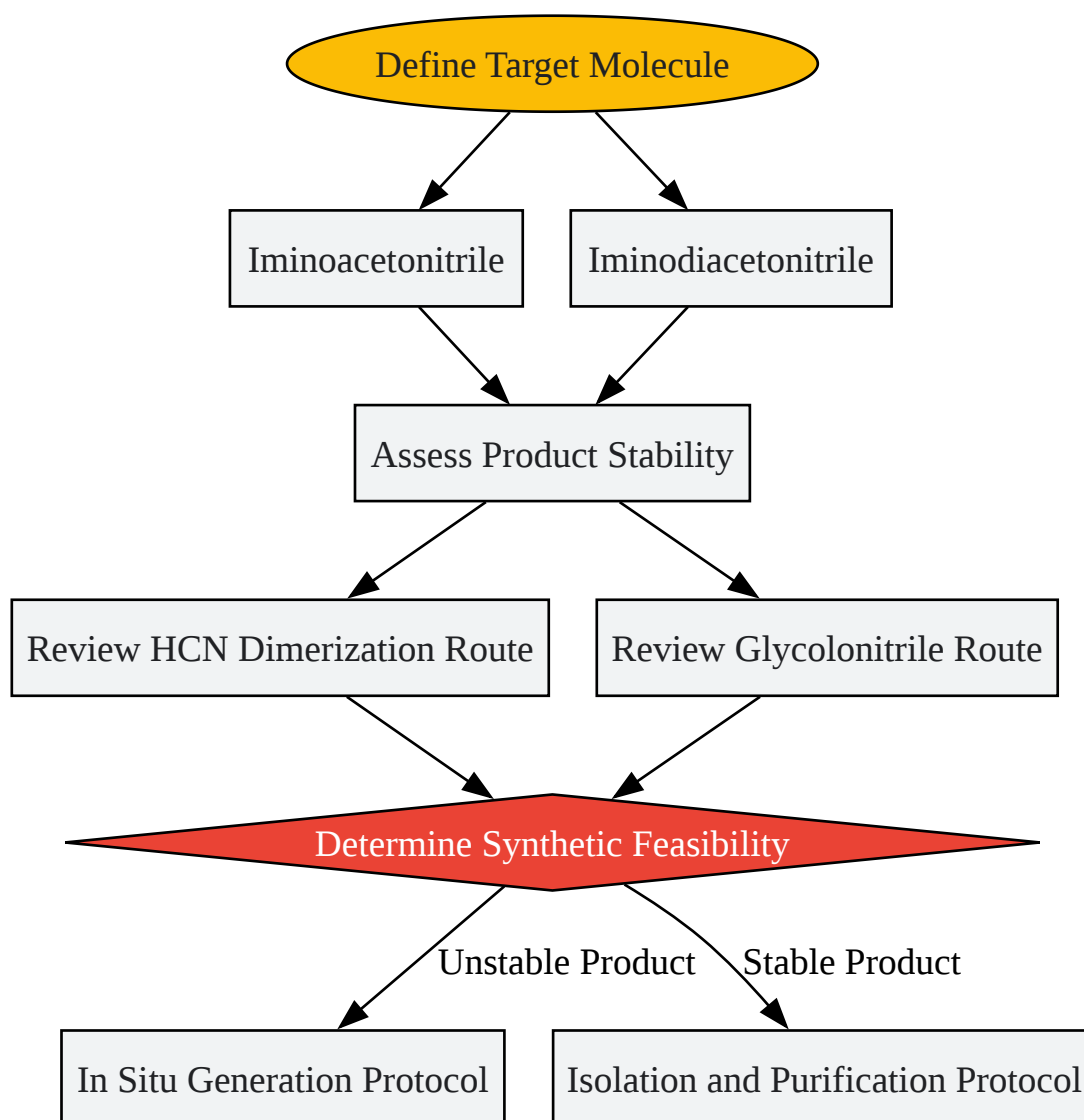 Define Target Molecule
Iminoacetonitrile
Iminodiacetonitrile
Assess Product Stability
Review HCN Dimerization Route
Review Glycolonitrile Route
Determine Synthetic Feasibility
Unstable Product
Stable Product
In Situ Generation Protocol
Isolation and Purification Protocol